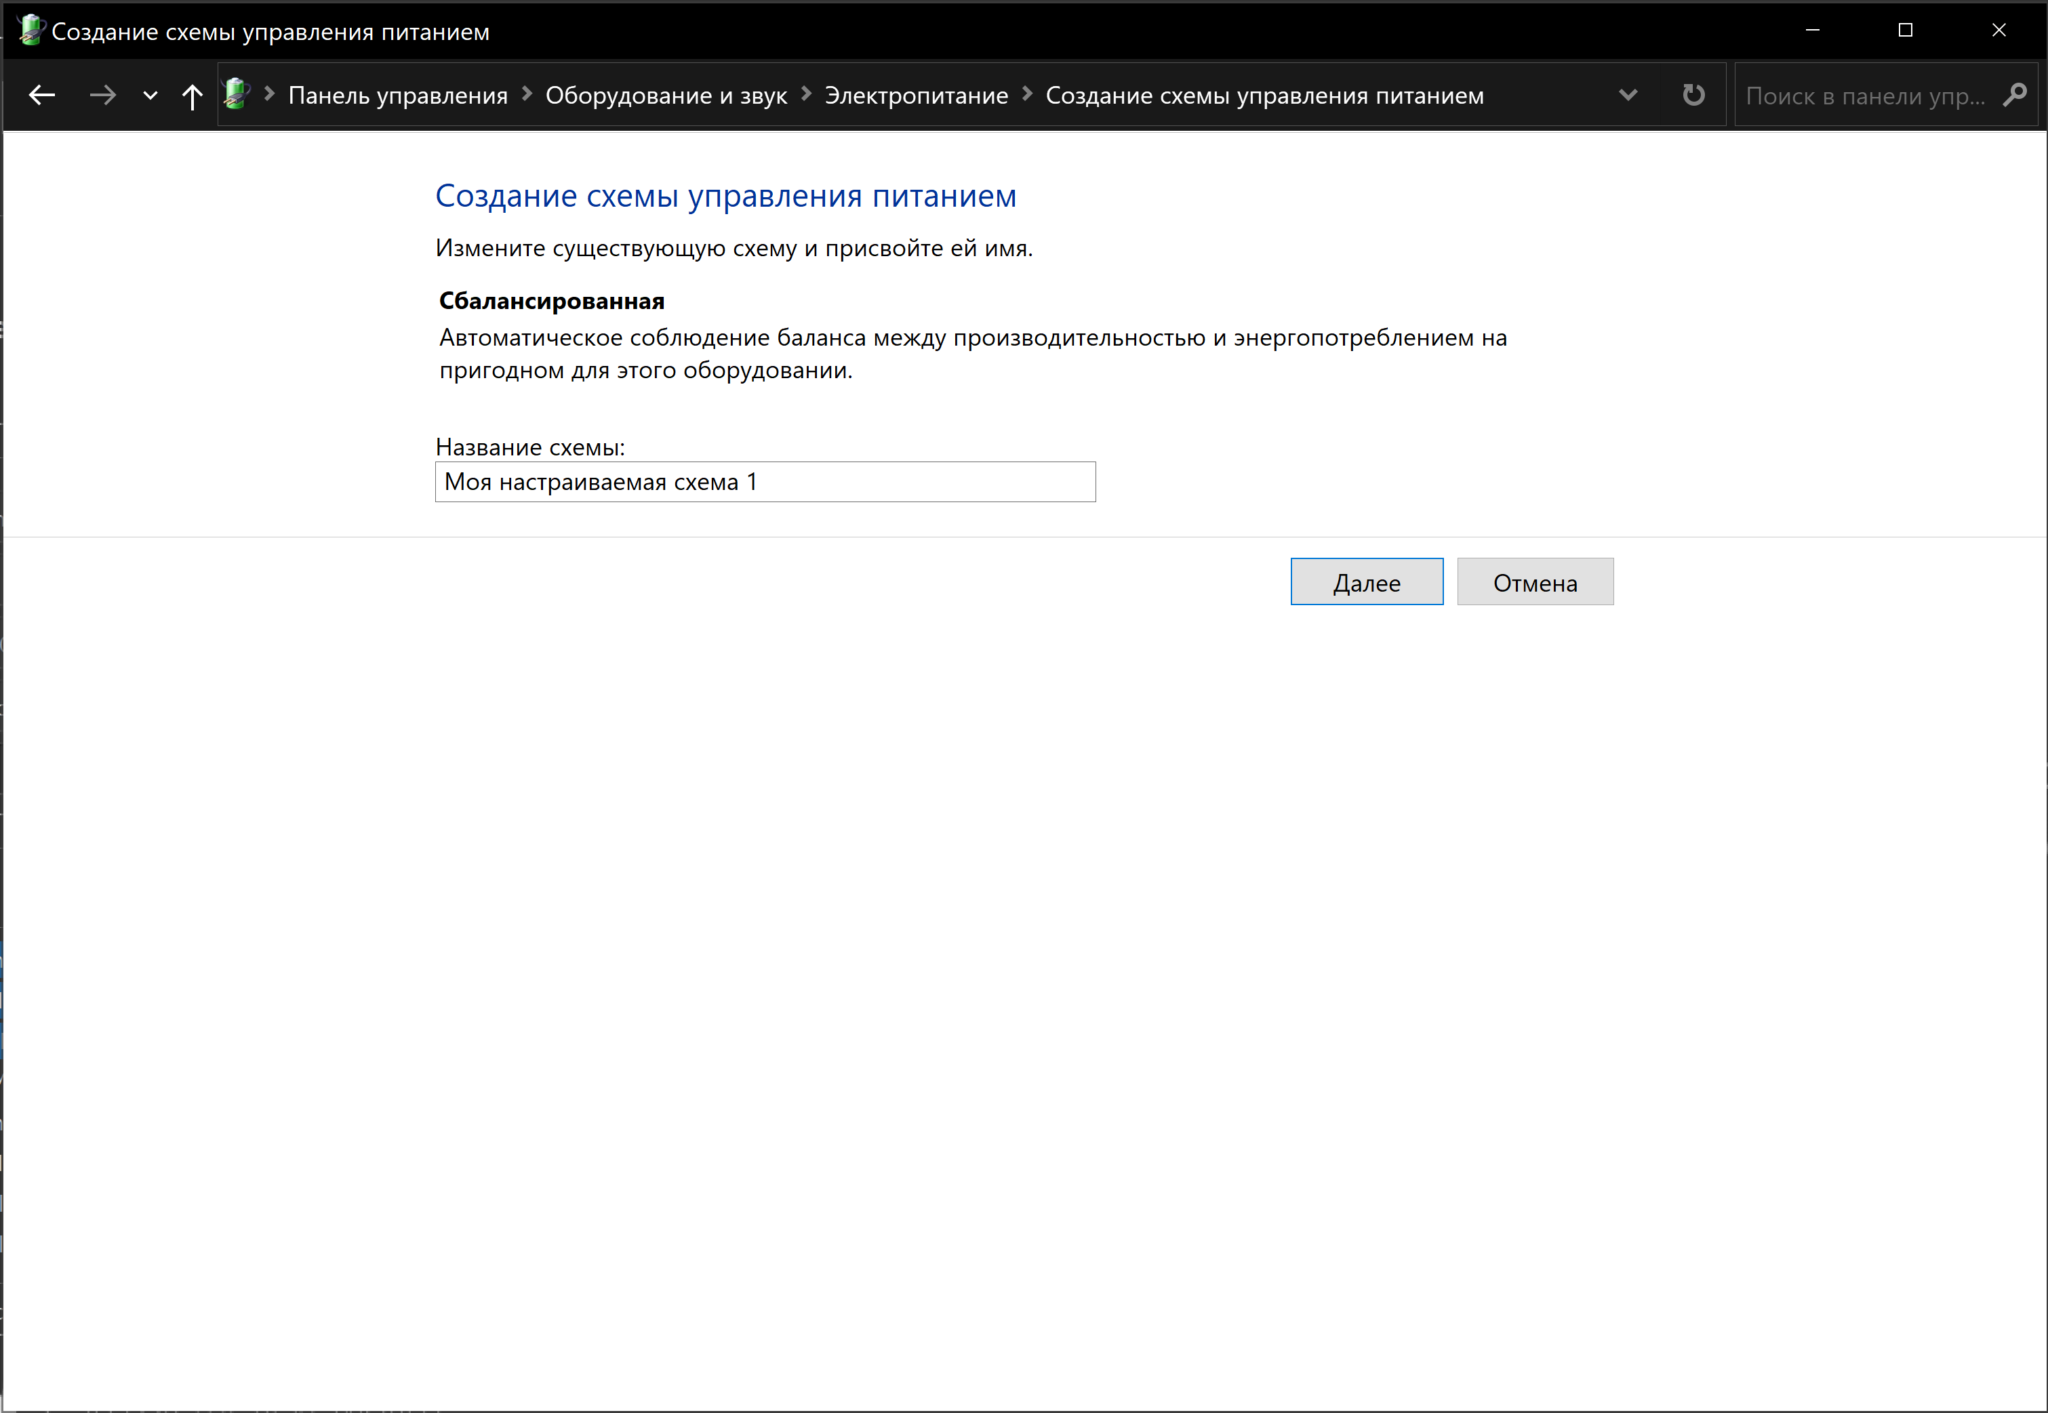 Создание схемы управления питанием
Панель управления > Оборудование и звук > Электропитание > Создание схемы управления питанием
Поиск в панели упр...
Создание схемы управления питанием
Измените существующую схему и присвойте ей имя.
Сбалансированная
Автоматическое соблюдение баланса между производительностью и энергопотреблением на
пригодном для этого оборудовании.
Название схемы:
Моя настраиваемая схема 1
Далее
Отмена